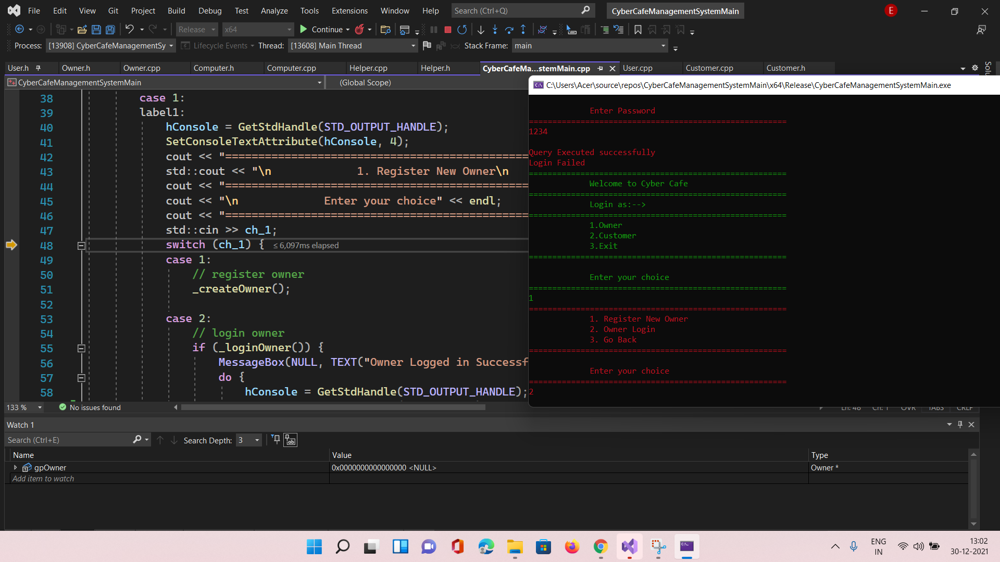 File Edit View Git Project Build Debug Test Analyze Tools Extensions Window Help Search (Ctrl+Q) CyberCafeManagementSystemMain E
Release x64 Continue
Process: [13908] CyberCafeManagementSy Lifecycle Events Thread: [13608] Main Thread Stack Frame: main
User.h Owner.h Owner.cpp Computer.h Computer.cpp Helper.cpp Helper.h CyberCafeMa...stemMain.cpp User.cpp Customer.cpp Customer.h
CyberCafeManagementSystemMain (Global Scope)
38 case 1:
39 label1:
40 hConsole = GetStdHandle(STD_OUTPUT_HANDLE);
41 SetConsoleTextAttribute(hConsole, 4);
42 cout << "==============================================
43 std::cout << "\n 1. Register New Owner\n
44 cout << "==============================================
45 cout << "\n Enter your choice" << endl;
46 cout << "==============================================
47 std::cin >> ch_1;
48 switch (ch_1) { ≤ 6,097ms elapsed
49 case 1:
50 // register owner
51 _createOwner();
52
53 case 2:
54 // login owner
55 if (_loginOwner()) {
56 MessageBox(NULL, TEXT("Owner Logged in Successf
57 do {
58 hConsole = GetStdHandle(STD_OUTPUT_HANDLE);
133 % No issues found Ln: 48 Ch: 1 OVR TABS CRLF
C:\Users\Acer\source\repos\CyberCafeManagementSystemMain\x64\Release\CyberCafeManagementSystemMain.exe
Enter Password
=======================================================
1234
Query Executed successfully
Login Failed
=======================================================
Welcome to Cyber Cafe
=======================================================
Login as:-->
=======================================================
1.Owner
2.Customer
3.Exit
=======================================================
Enter your choice
=======================================================
1
=======================================================
1. Register New Owner
2. Owner Login
3. Go Back
=======================================================
Enter your choice
=======================================================
2
Watch 1
Search (Ctrl+E) Search Depth: 3
Name Value Type
gpOwner 0x0000000000000000 <NULL> Owner *
Add item to watch
ENG
IN
13:02
30-12-2021